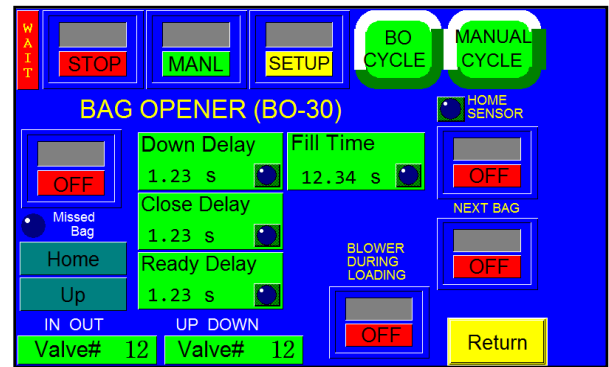 WAIT
STOP
MANL
SETUP
BO
CYCLE
MANUAL
CYCLE
BAG OPENER (BO-30)
HOME
SENSOR
OFF
Down Delay
1.23 s
Fill Time
12.34 s
OFF
Missed
Bag
Close Delay
1.23 s
NEXT BAG
Home
Up
Ready Delay
1.23 s
BLOWER
DURING
LOADING
OFF
OFF
IN OUT
Valve# 12
UP DOWN
Valve# 12
Return